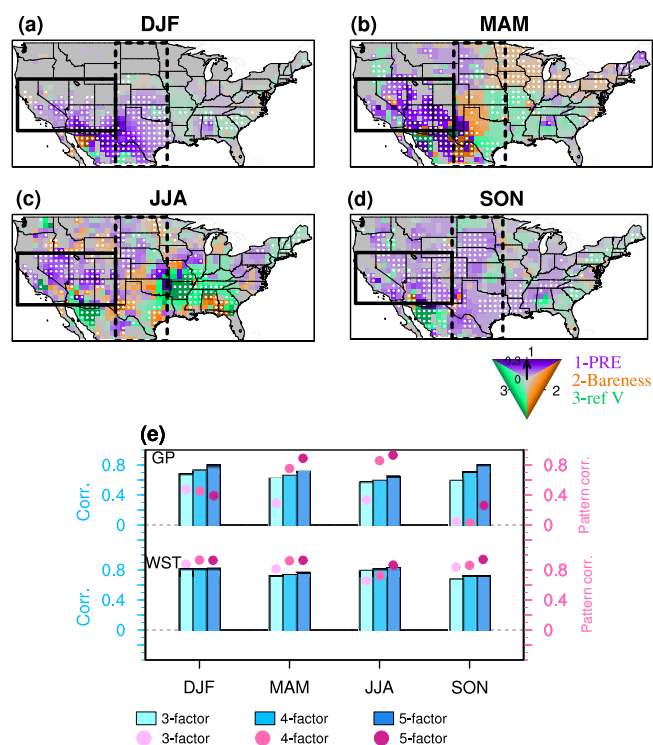 (a) DJF
(b) MAM
(c) JJA
(d) SON
1
0.3
0
3 2
1-PRE
2-Bareness
3-ref V
(e)
GP
0.8
0.4
0
Corr.
0.8
0.4
0
Pattern corr.
WST
0.8
0.4
0
Corr.
0.8
0.4
0
Pattern corr.
DJF MAM JJA SON
3-factor 4-factor 5-factor
3-factor 4-factor 5-factor